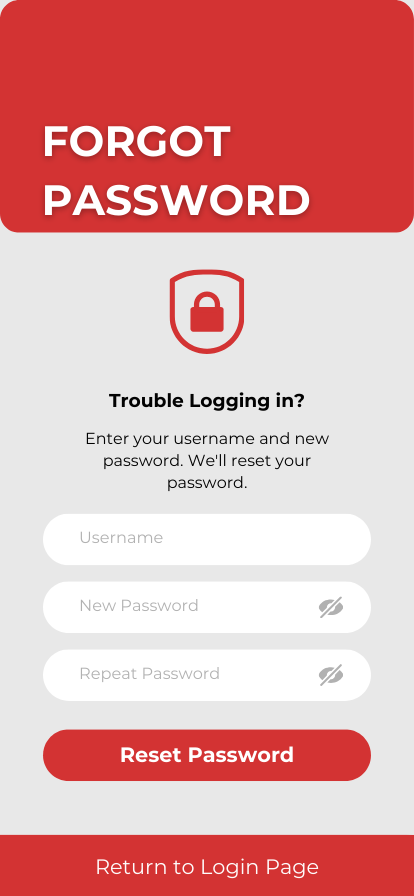 FORGOT
PASSWORD
Trouble Logging in?
Enter your username and new
password. We'll reset your
password.
Username
New Password
Repeat Password
Reset Password
Return to Login Page